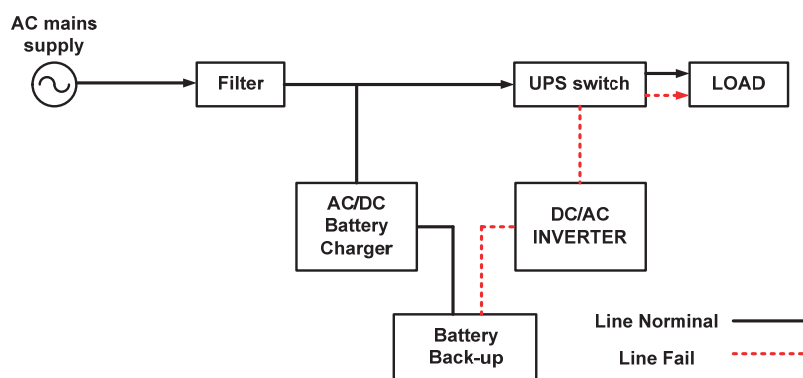 AC mains
supply
Filter
UPS switch
LOAD
AC/DC
Battery
Charger
DC/AC
INVERTER
Battery
Back-up
Line Norminal
Line Fail